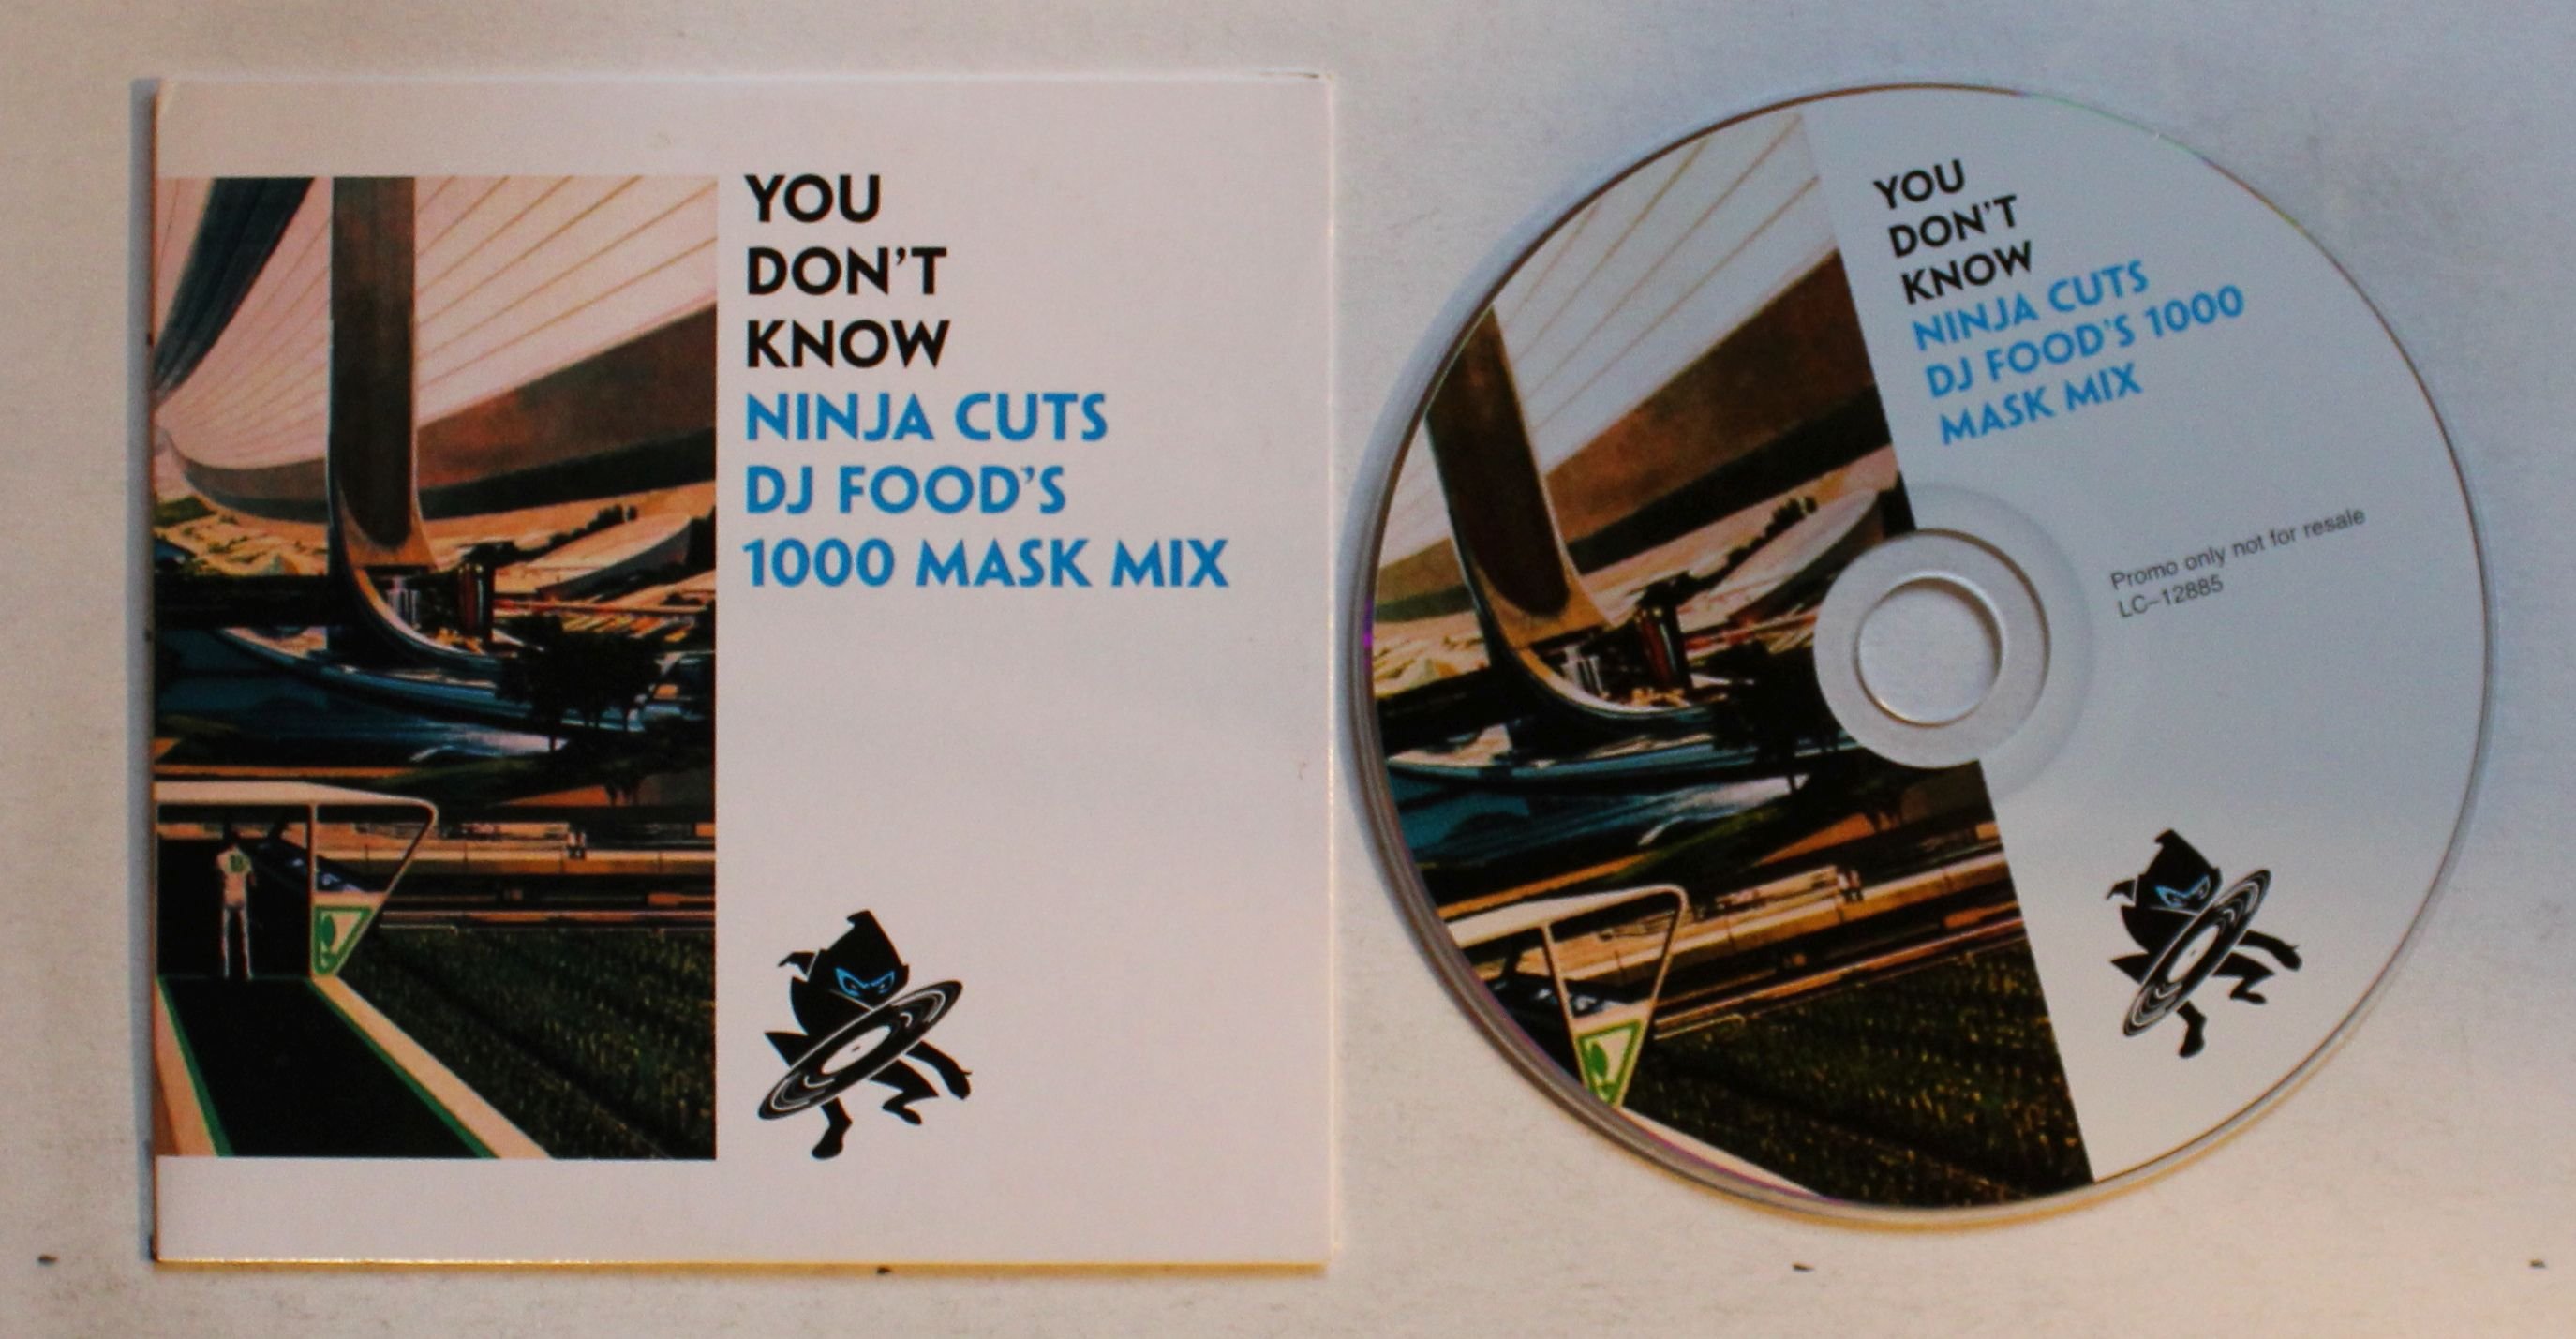 YOU
DON'T
KNOW
NINJA CUTS
DJ FOOD'S
1000 MASK MIX
YOU
DON'T
KNOW
NINJA CUTS
DJ FOOD'S 1000
MASK MIX
Promo only not for resale
LC-12885